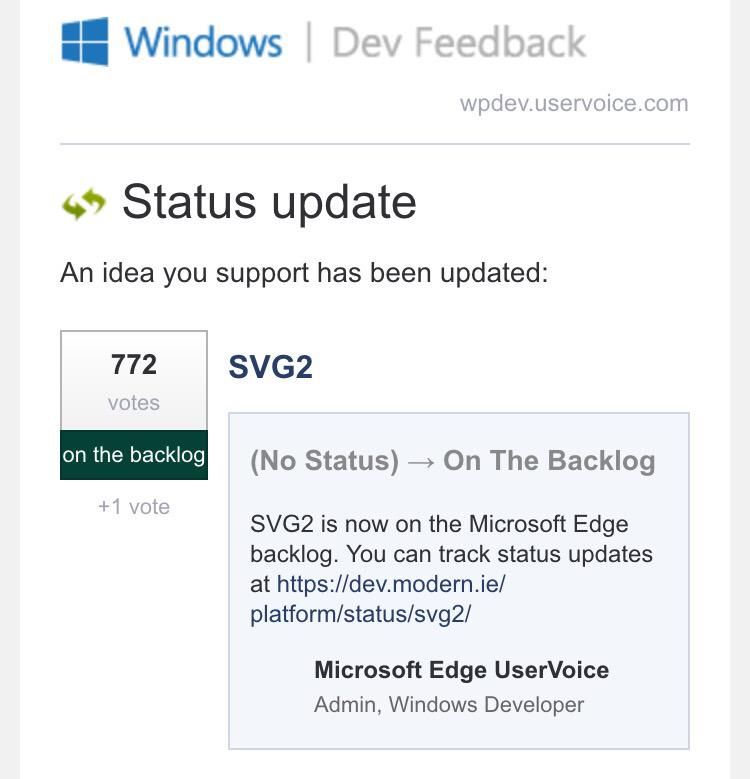 Windows | Dev Feedback
wpdev.uservoice.com
Status update
An idea you support has been updated:
772
votes
on the backlog
+1 vote
SVG2
(No Status) → On The Backlog
SVG2 is now on the Microsoft Edge
backlog. You can track status updates
at https://dev.modern.ie/
platform/status/svg2/
Microsoft Edge UserVoice
Admin, Windows Developer